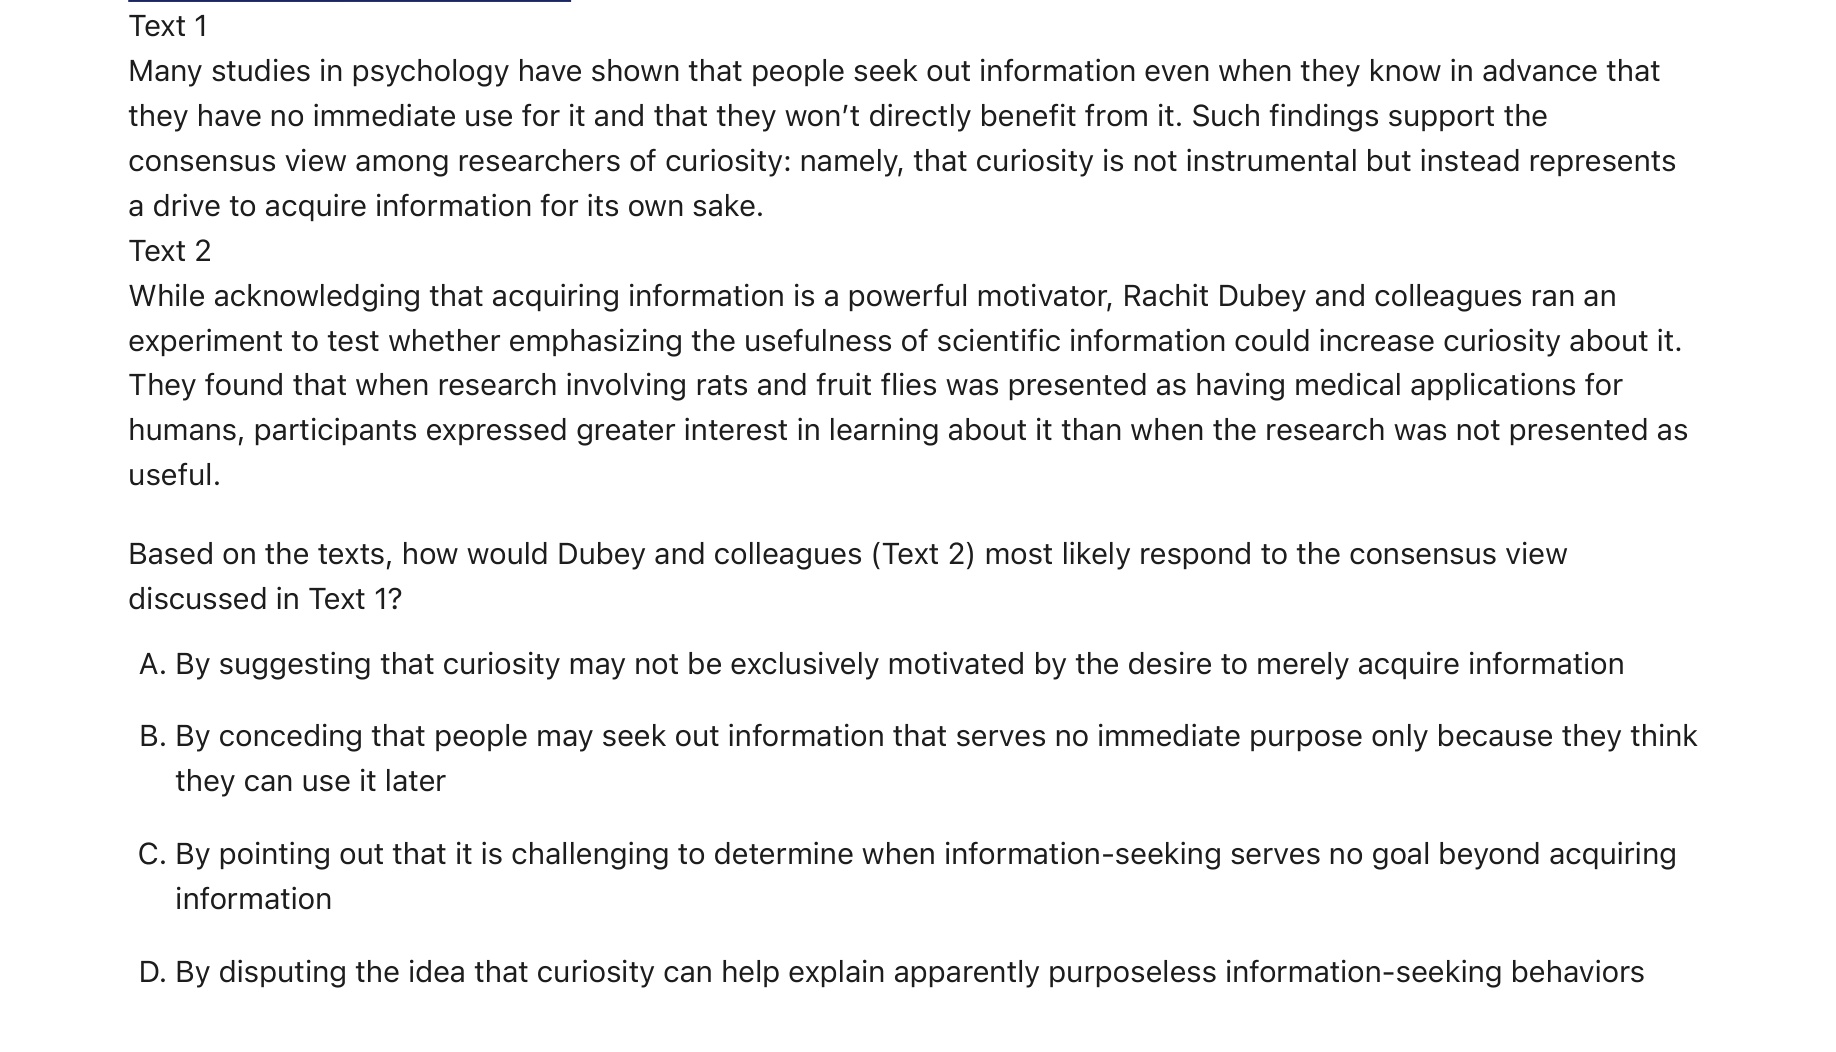 Text 1
Many studies in psychology have shown that people seek out information even when they know in advance that
they have no immediate use for it and that they won’t directly benefit from it. Such findings support the
consensus view among researchers of curiosity: namely, that curiosity is not instrumental but instead represents
a drive to acquire information for its own sake.
Text 2
While acknowledging that acquiring information is a powerful motivator, Rachit Dubey and colleagues ran an
experiment to test whether emphasizing the usefulness of scientific information could increase curiosity about it.
They found that when research involving rats and fruit flies was presented as having medical applications for
humans, participants expressed greater interest in learning about it than when the research was not presented as
useful.
Based on the texts, how would Dubey and colleagues (Text 2) most likely respond to the consensus view
discussed in Text 1?
A. By suggesting that curiosity may not be exclusively motivated by the desire to merely acquire information
B. By conceding that people may seek out information that serves no immediate purpose only because they think
they can use it later
C. By pointing out that it is challenging to determine when information-seeking serves no goal beyond acquiring
information
D. By disputing the idea that curiosity can help explain apparently purposeless information-seeking behaviors